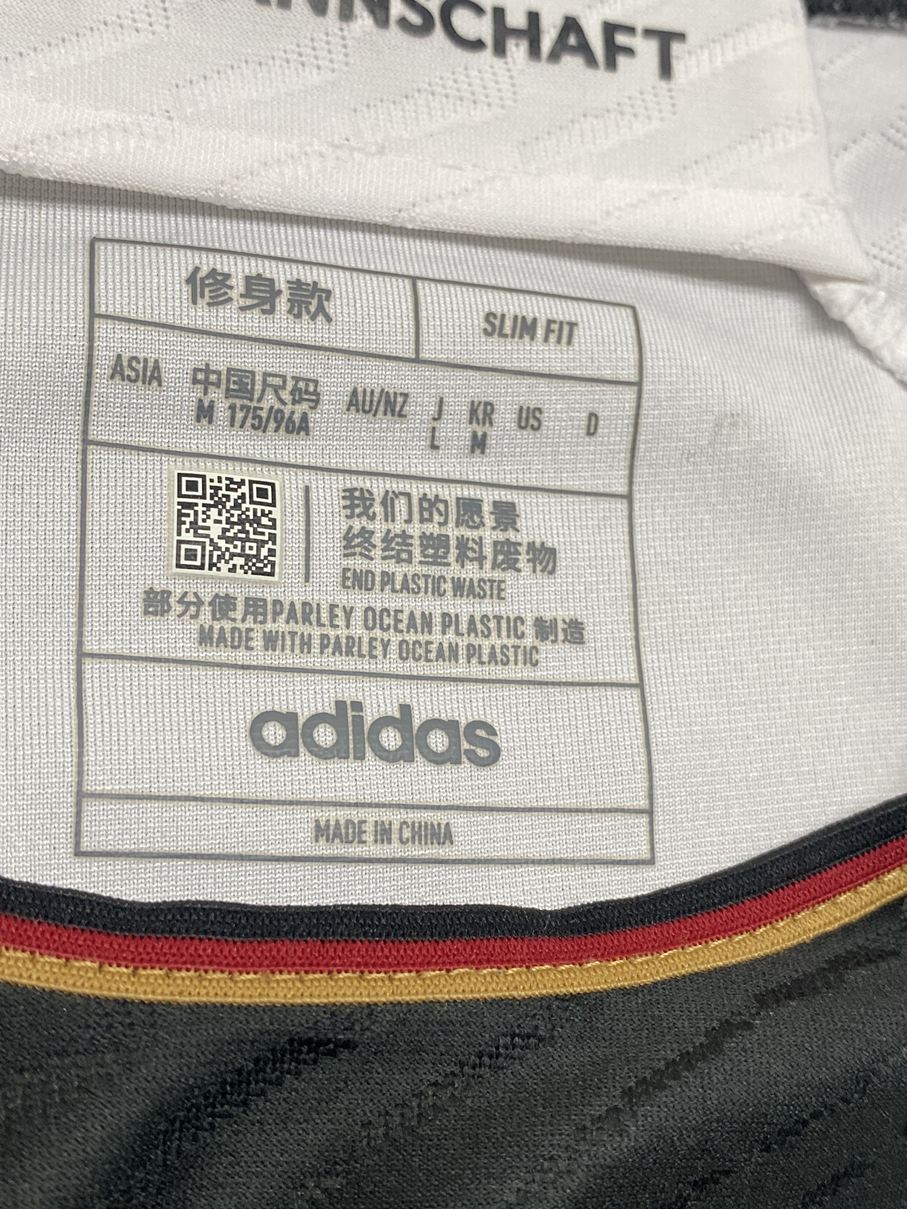 ANNSCHAFT
修身款
SLIM FIT
ASIA 中国尺码 AU/NZ J KR US D
M 175/96A L M
我们的愿景
终结塑料废物
END PLASTIC WASTE
部分使用PARLEY OCEAN PLASTIC 制造
MADE WITH PARLEY OCEAN PLASTIC
adidas
MADE IN CHINA